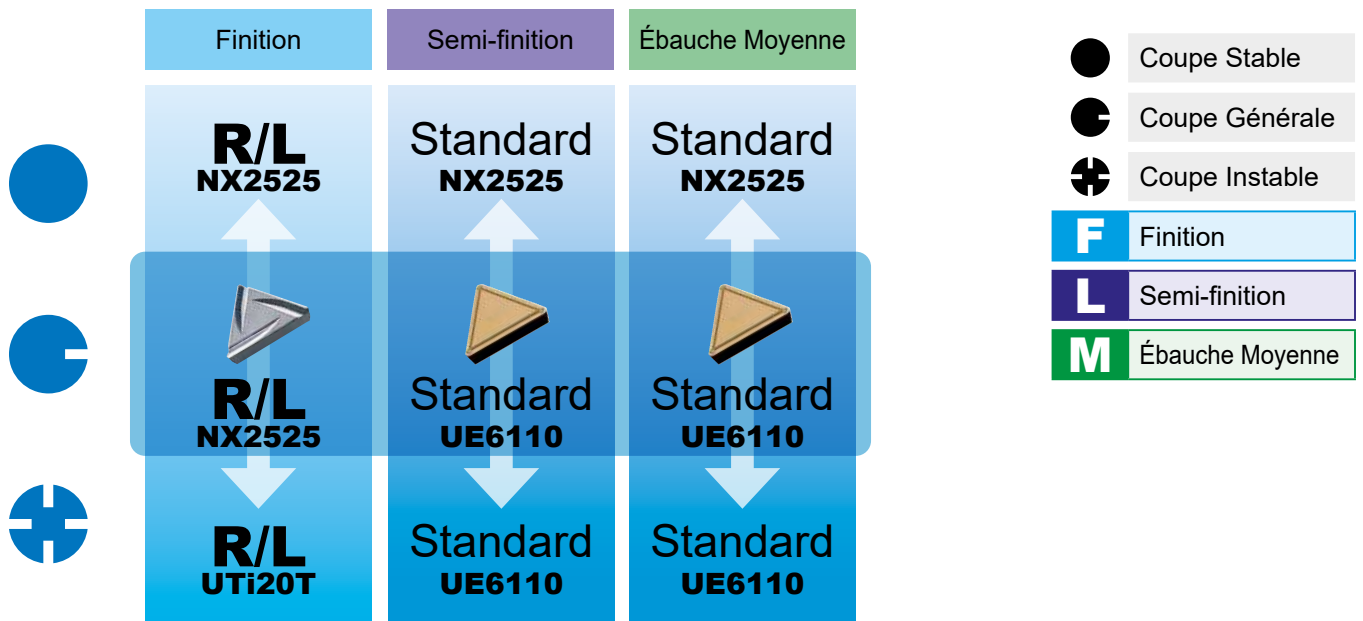 Finition
Semi-finition
Ébauche Moyenne
R/L
NX2525
Standard
NX2525
Standard
NX2525
R/L
NX2525
Standard
UE6110
Standard
UE6110
R/L
UTi20T
Standard
UE6110
Standard
UE6110
Coupe Stable
Coupe Générale
Coupe Instable
F Finition
L Semi-finition
M Ébauche Moyenne